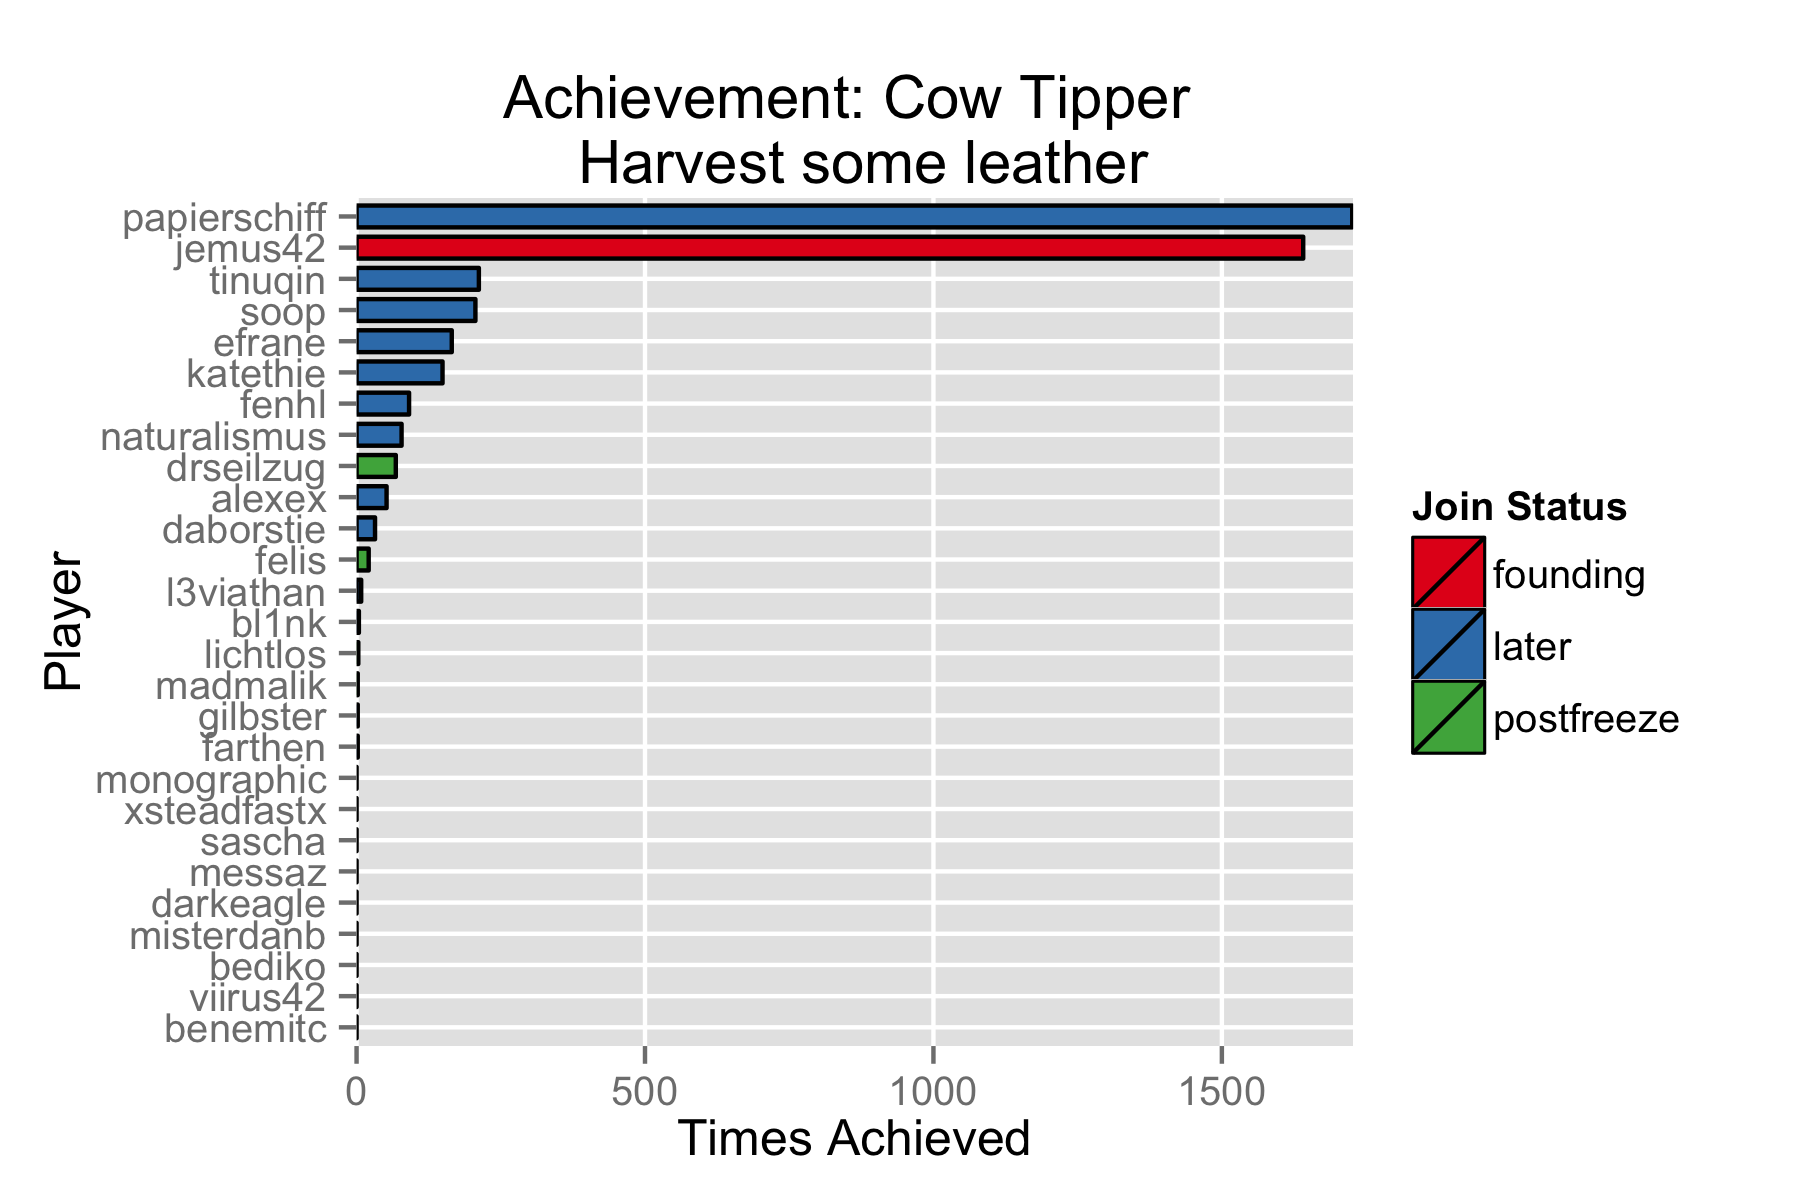 Achievement: Cow Tipper
Harvest some leather
papierschiff
jemus42
tinuqin
soop
efrane
katethie
fenhl
naturalismus
drseilzug
alexex
daborstie
felis
l3viathan
bl1nk
lichtlos
madmalik
gilbster
farthen
monographic
xsteadfastx
sascha
messaz
darkeagle
misterdanb
bediko
viirus42
benemitc
Player
0 500 1000 1500
Times Achieved
Join Status
founding
later
postfreeze